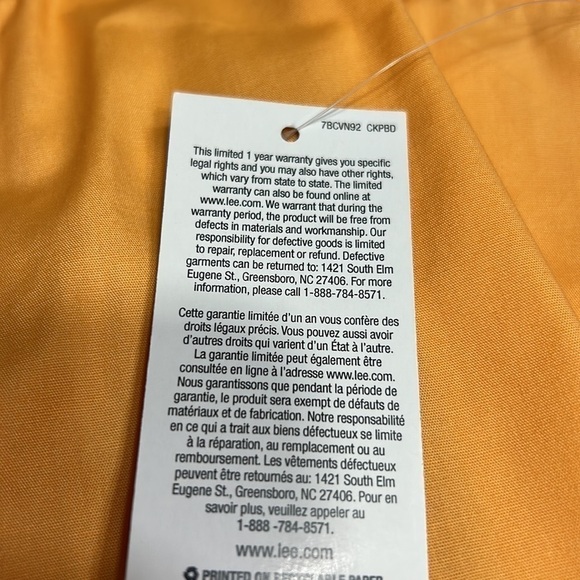 7BCVN92 CKPBD
This limited 1 year warranty gives you specific
legal rights and you may also have other rights,
which vary from state to state. The limited
warranty can also be found online at
www.lee.com. We warrant that during the
warranty period, the product will be free from
defects in materials and workmanship. Our
responsibility for defective goods is limited
to repair, replacement or refund. Defective
garments can be returned to: 1421 South Elm
Eugene St., Greensboro, NC 27406. For more
information, please call 1-888-784-8571.
Cette garantie limitée d'un an vous confère des
droits légaux précis. Vous pouvez aussi avoir
d'autres droits qui varient d'un État à l'autre.
La garantie limitée peut également être
consultée en ligne à l'adresse www.lee.com.
Nous garantissons que pendant la période de
garantie, le produit sera exempt de défauts de
matériaux et de fabrication. Notre responsabilité
en ce qui a trait aux biens défectueux se limite
à la réparation, au remplacement ou au
remboursement. Les vêtements défectueux
peuvent être retournés au: 1421 South Elm
Eugene St., Greensboro, NC 27406. Pour en
savoir plus, veuillez appeler au
1-888 -784-8571.
www.lee.com
PRINTED ON RECYCLABLE PAPER